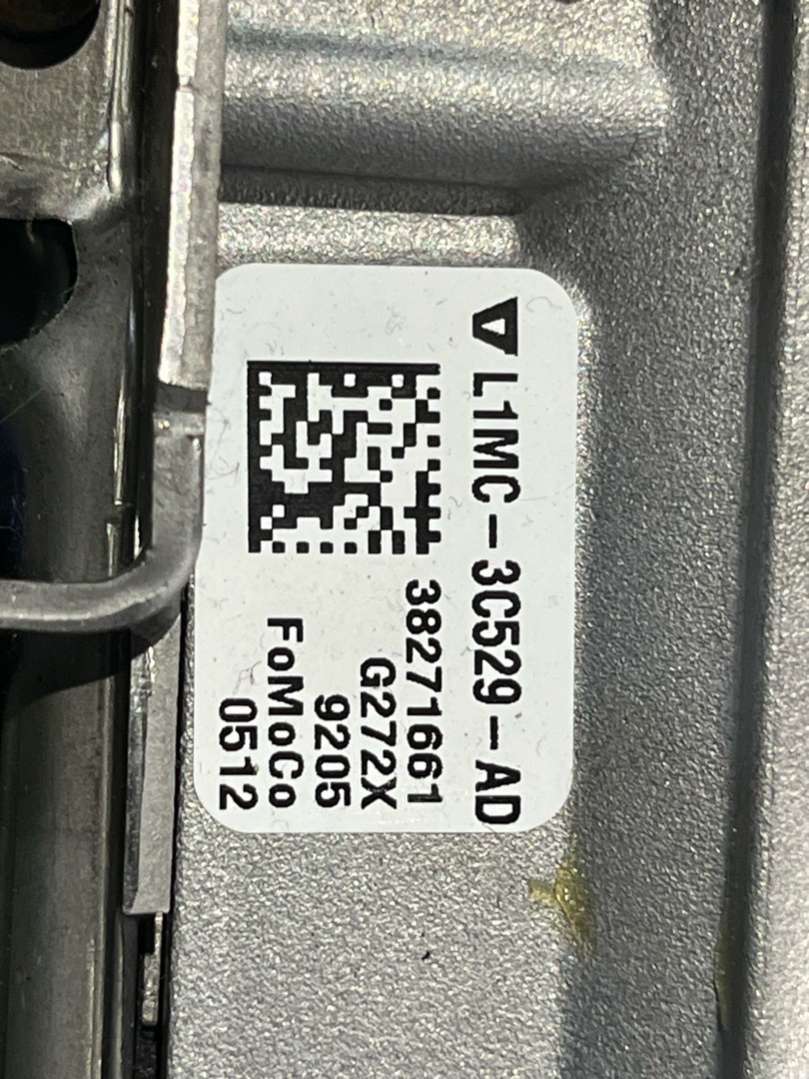 L1MC-3C529-AD
38271661
G272X
9205
FoMoCo
0512